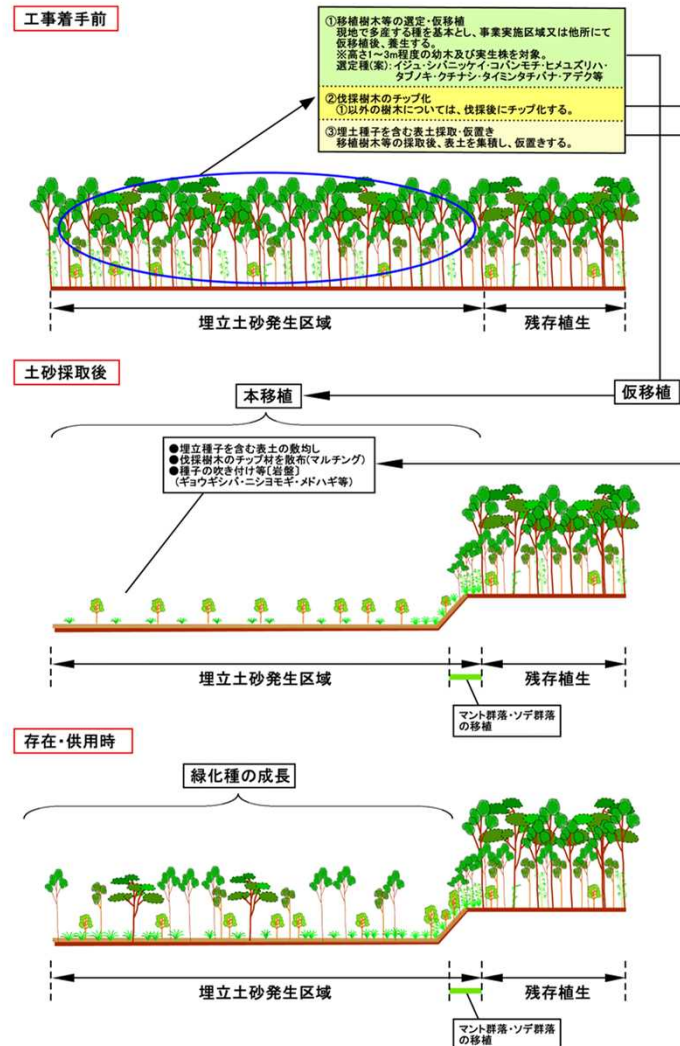 工事着手前
①移植樹木等の選定・仮移植
現地で多産する種を基本とし、事業実施区域又は他所にて
仮移植後、養生する。
※高さ1～3m程度の幼木及び実生株を対象。
選定種(案)：イジュ・シバニッケイ・コバンモチ・ヒメユズリハ・
タブノキ・クチナシ・タイミンタチバナ・アデク等
②伐採樹木のチップ化
①以外の樹木については、伐採後にチップ化する。
③埋土種子を含む表土採取・仮置き
移植樹木等の採取後、表土を集積し、仮置きする。
埋立土砂発生区域
残存植生
土砂採取後
本移植
仮移植
●埋立種子を含む表土の敷均し
●伐採樹木のチップ材を散布(マルチング)
●種子の吹き付け等〔岩盤〕
(ギョウギシバ・ニシヨモギ・メドハギ等)
埋立土砂発生区域
残存植生
マント群落・ソデ群落
の移植
存在・供用時
緑化種の成長
埋立土砂発生区域
残存植生
マント群落・ソデ群落
の移植